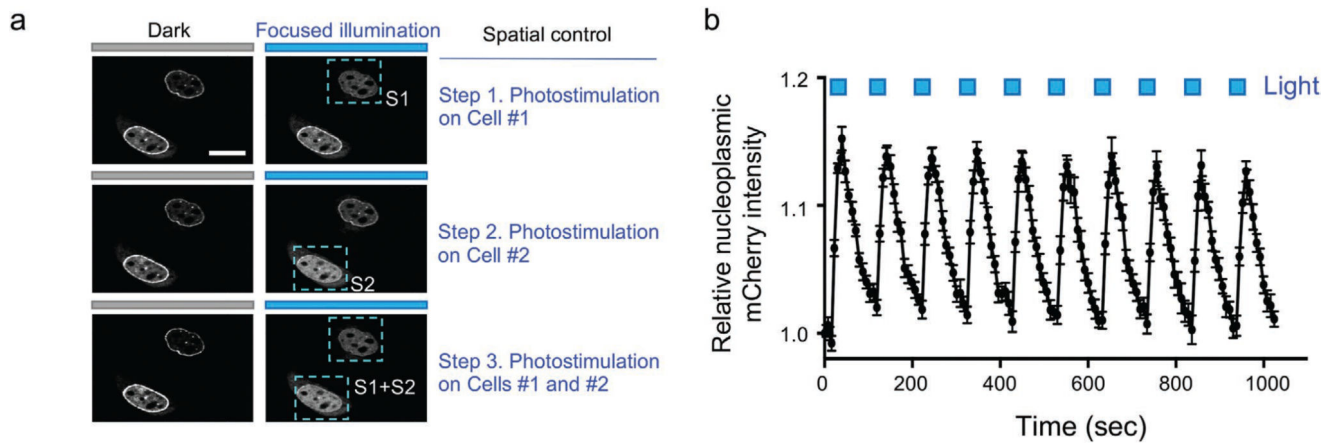 a
Dark
Focused illumination
Spatial control
S1
Step 1. Photostimulation
on Cell #1
S2
Step 2. Photostimulation
on Cell #2
S1+S2
Step 3. Photostimulation
on Cells #1 and #2
b
Light
Relative nucleoplasmic
mCherry intensity
1.2
1.1
1.0
0
200
400
600
800
1000
Time (sec)